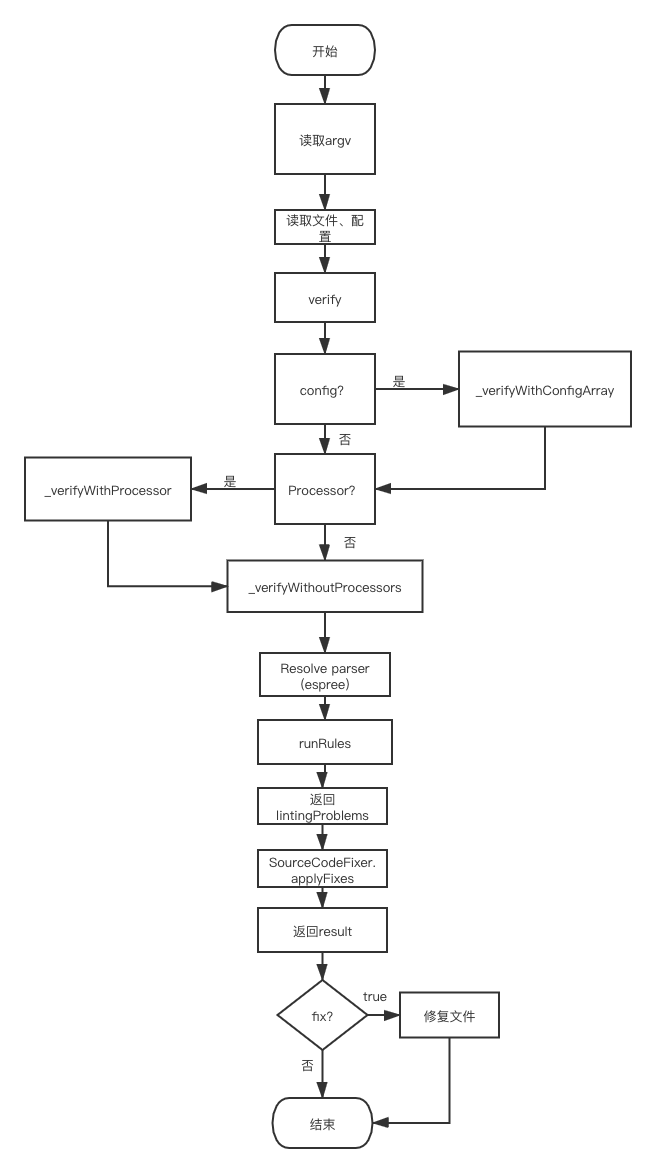 开始
读取argv
读取文件、配
置
verify
config?
是
_verifyWithConfigArray
否
_verifyWithProcessor
是
Processor?
否
_verifyWithoutProcessors
Resolve parser
(espree)
runRules
返回
lintingProblems
SourceCodeFixer.
applyFixes
返回result
fix?
true
修复文件
否
结束